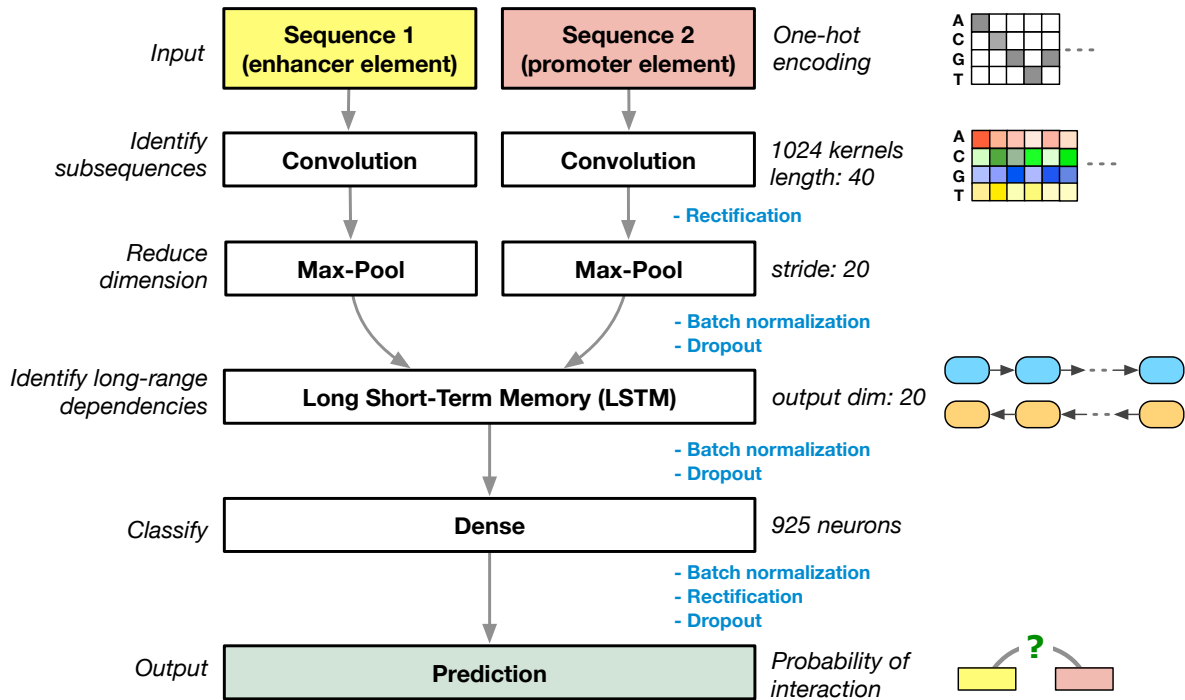 Input
Sequence 1
(enhancer element)
Sequence 2
(promoter element)
One-hot
encoding
A
C
G
T
Identify
subsequences
Convolution
Convolution
1024 kernels
length: 40
A
C
G
T
- Rectification
Reduce
dimension
Max-Pool
Max-Pool
stride: 20
- Batch normalization
- Dropout
Identify long-range
dependencies
Long Short-Term Memory (LSTM)
output dim: 20
- Batch normalization
- Dropout
Classify
Dense
925 neurons
- Batch normalization
- Rectification
- Dropout
Output
Prediction
Probability of
interaction
?